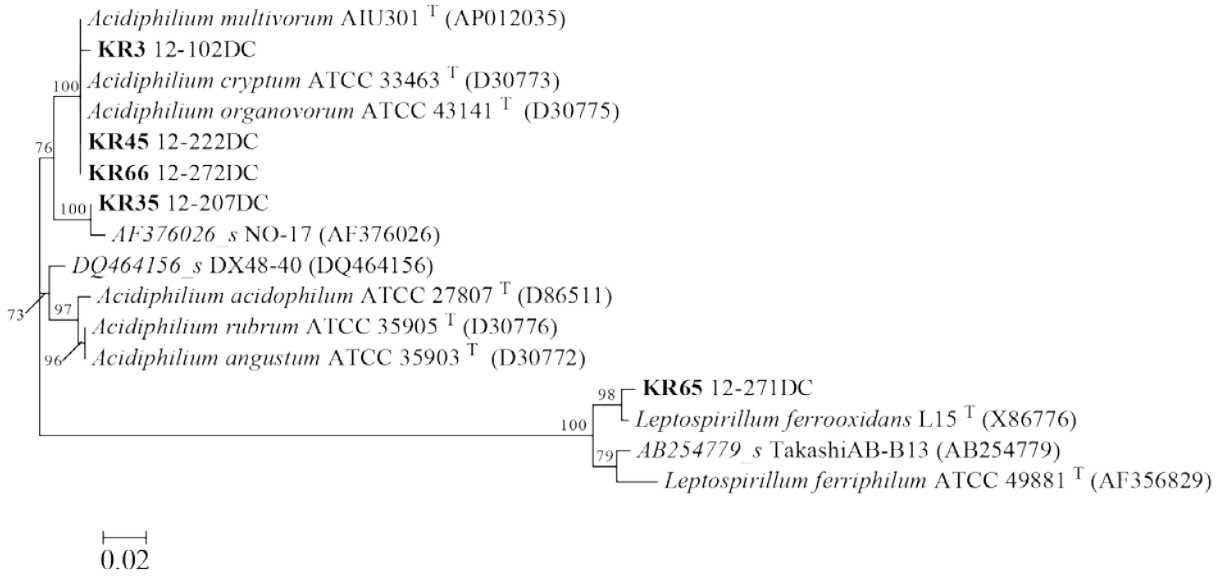 Acidiphilium multivorum AIU301 T (AP012035)
KR3 12-102DC
100
Acidiphilium cryptum ATCC 33463 T (D30773)
Acidiphilium organovorum ATCC 43141 T (D30775)
76
KR45 12-222DC
KR66 12-272DC
100
KR35 12-207DC
AF376026_s NO-17 (AF376026)
DQ464156_s DX48-40 (DQ464156)
73
97
Acidiphilium acidophilum ATCC 27807 T (D86511)
Acidiphilium rubrum ATCC 35905 T (D30776)
96
Acidiphilium angustum ATCC 35903 T (D30772)
98
KR65 12-271DC
100
Leptospirillum ferrooxidans L15 T (X86776)
79
AB254779_s TakashiAB-B13 (AB254779)
Leptospirillum ferriphilum ATCC 49881 T (AF356829)
0.02